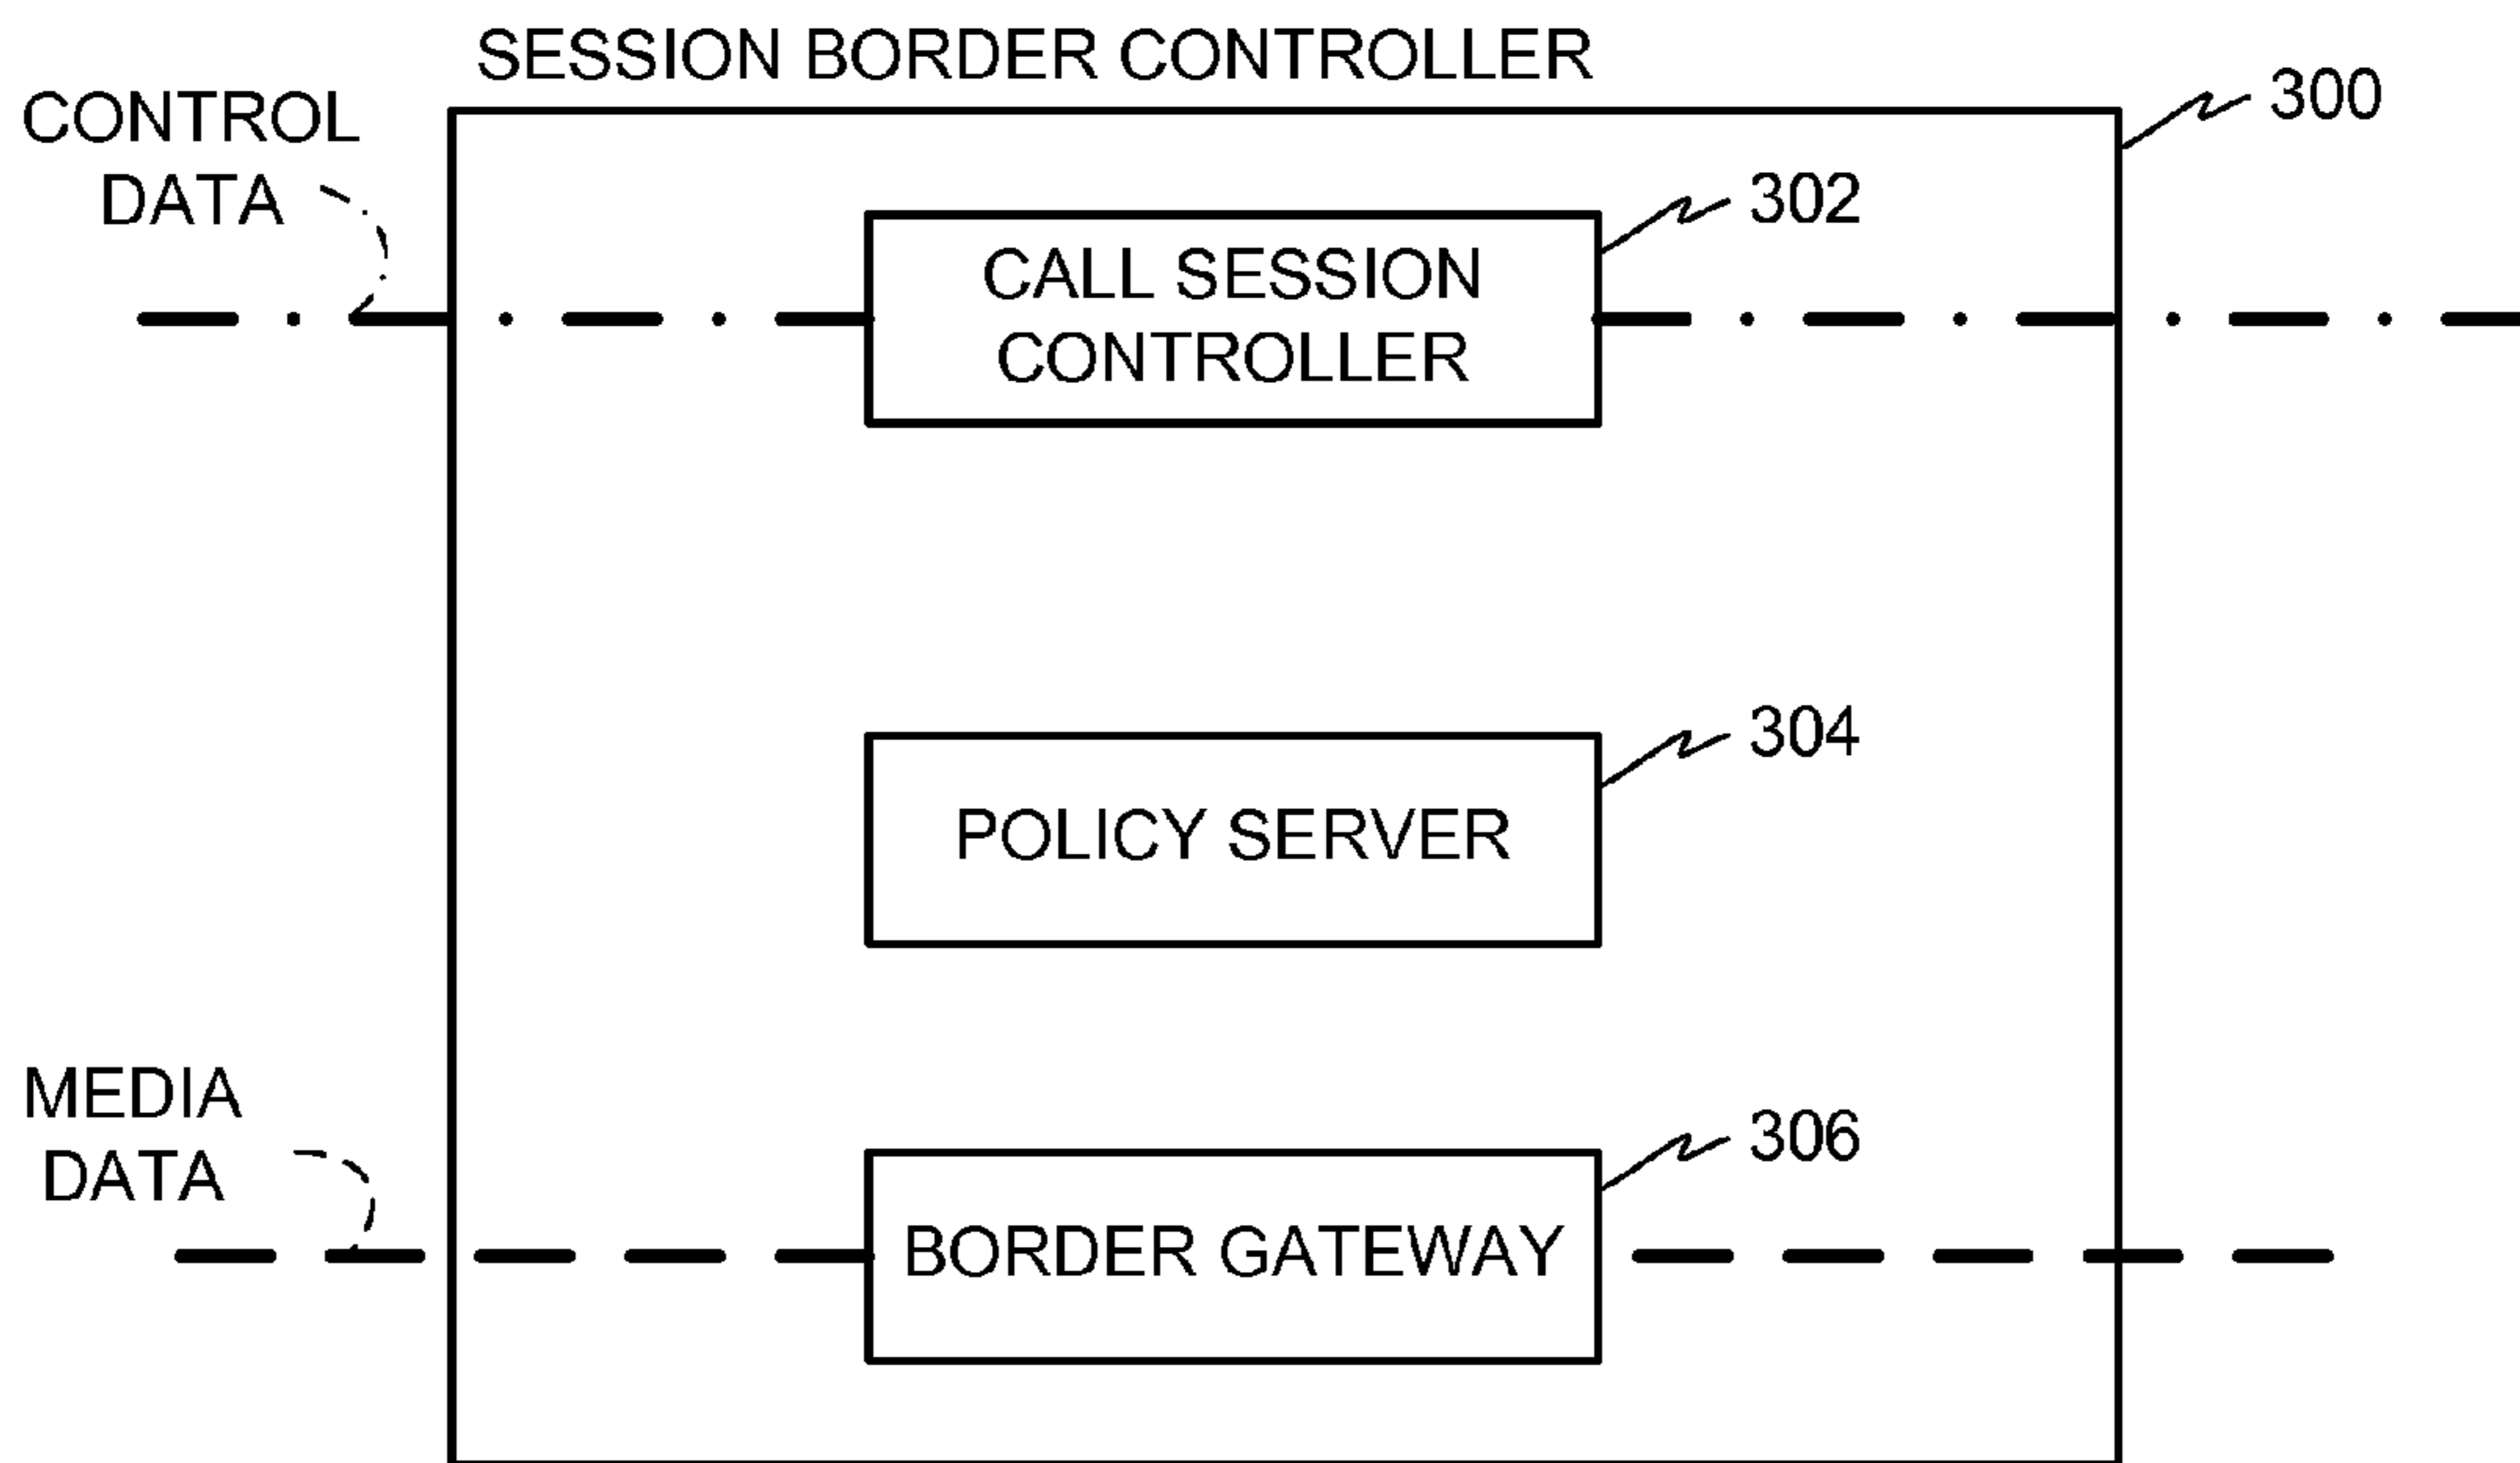 SESSION BORDER CONTROLLER
CONTROL
DATA
300
302
CALL SESSION
CONTROLLER
304
POLICY SERVER
MEDIA
DATA
306
BORDER GATEWAY